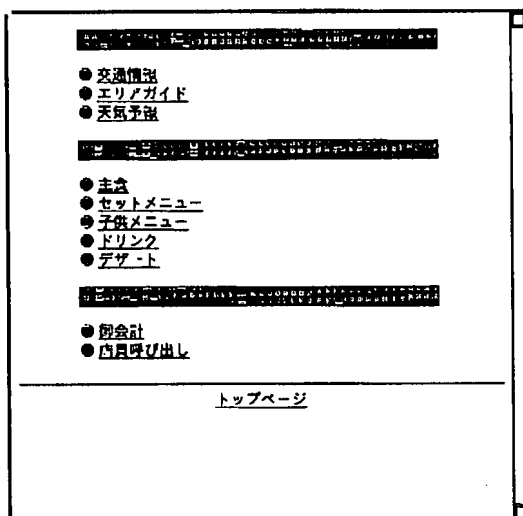 交通情報
エリアガイド
天気予報
主食
セットメニュー
子供メニュー
ドリンク
デザート
御会計
店員呼び出し
トップページ